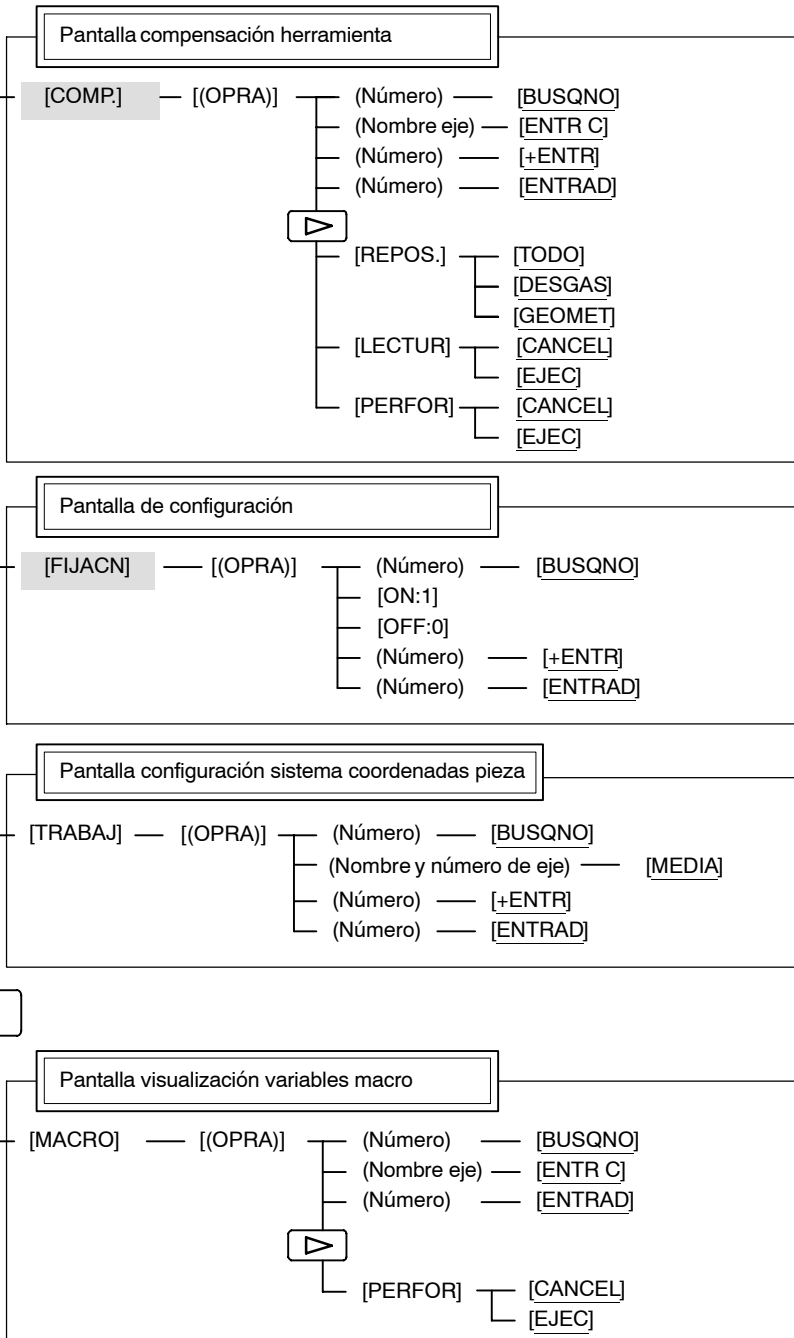 Pantalla compensación herramienta
[COMP.] [(OPRA)] (Número) [BUSQNO]
(Nombre eje) [ENTR C]
(Número) [+ENTR]
(Número) [ENTRAD]
[REPOS.] [TODO]
[DESGAS]
[GEOMET]
[LECTUR] [CANCEL]
[EJEC]
[PERFOR] [CANCEL]
[EJEC]
Pantalla de configuración
[FIJACN] [(OPRA)] (Número) [BUSQNO]
[ON:1]
[OFF:0]
(Número) [+ENTR]
(Número) [ENTRAD]
Pantalla configuración sistema coordenadas pieza
[TRABAJ] [(OPRA)] (Número) [BUSQNO]
(Nombre y número de eje) [MEDIA]
(Número) [+ENTR]
(Número) [ENTRAD]
Pantalla visualización variables macro
[MACRO] [(OPRA)] (Número) [BUSQNO]
(Nombre eje) [ENTR C]
(Número) [ENTRAD]
[PERFOR] [CANCEL]
[EJEC]